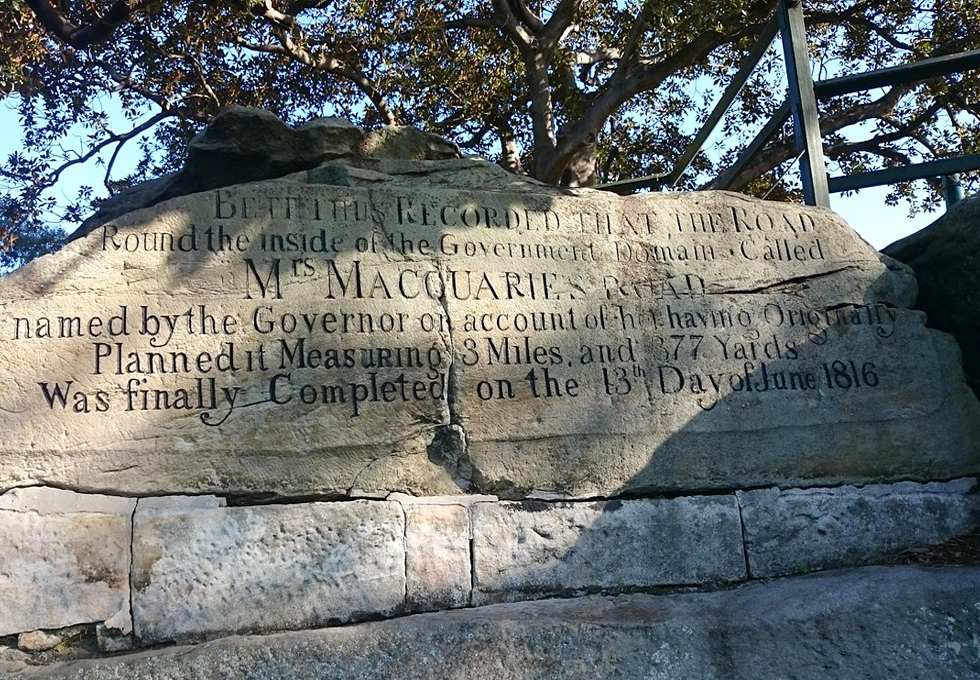 BE IT THUS RECORDED THAT THE ROAD
Round the inside of the Government Domain · Called
Mrs MACQUARIES ROAD
named by the Governor on account of her having Originally
Planned it Measuring 3 Miles, and 377 Yards
Was finally Completed on the 13th Day of June 1816